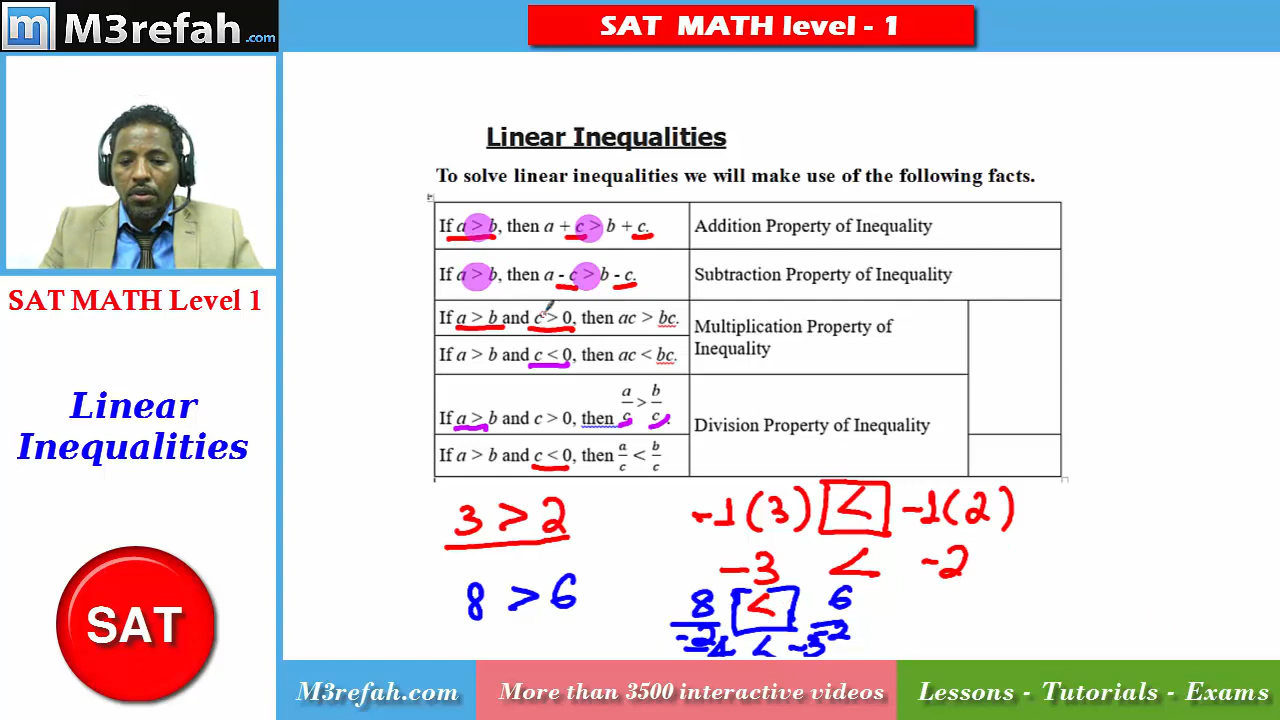 M3refah.com
SAT MATH level - 1
Linear Inequalities
To solve linear inequalities we will make use of the following facts.
If a > b, then a + c > b + c.
Addition Property of Inequality
If a > b, then a - c > b - c.
Subtraction Property of Inequality
If a > b and c > 0, then ac > bc.
If a > b and c < 0, then ac < bc.
Multiplication Property of
Inequality
If a > b and c > 0, then a/c > b/c.
If a > b and c < 0, then a/c < b/c
Division Property of Inequality
3 > 2
-1(3) < -1(2)
-3 < -2
8 > 6
8/-2 < 6/-2
-4 < -3
SAT MATH Level 1
Linear
Inequalities
SAT
M3refah.com
More than 3500 interactive videos
Lessons - Tutorials - Exams